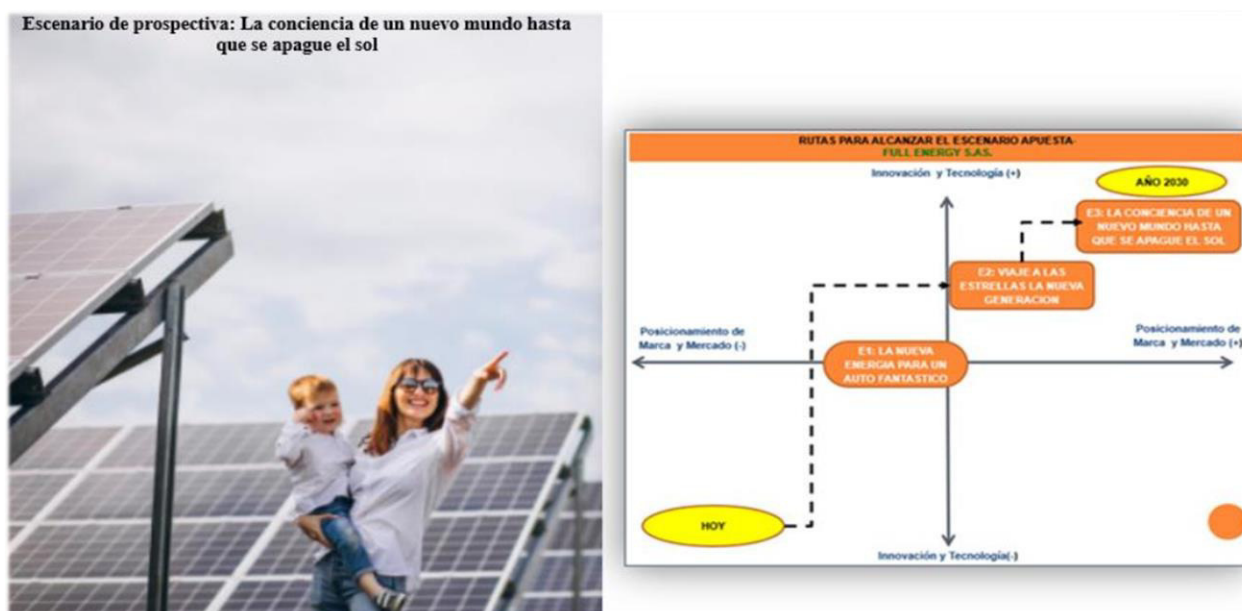 Escenario de prospectiva: La conciencia de un nuevo mundo hasta
que se apague el sol
RUTAS PARA ALCANZAR EL ESCENARIO APUESTA-
FULL ENERGY S.AS.
Innovación y Tecnología (+)
AÑO 2030
E3: LA CONCIENCIA DE UN
NUEVO MUNDO HASTA
QUE SE APAGUE EL SOL
E2: VIAJE A LAS
ESTRELLAS LA NUEVA
GENERACION
Posicionamiento de
Marca y Mercado (-)
Posicionamiento de
Marca y Mercado (+)
E1: LA NUEVA
ENERGIA PARA UN
AUTO FANTASTICO
HOY
Innovación y Tecnología(-)